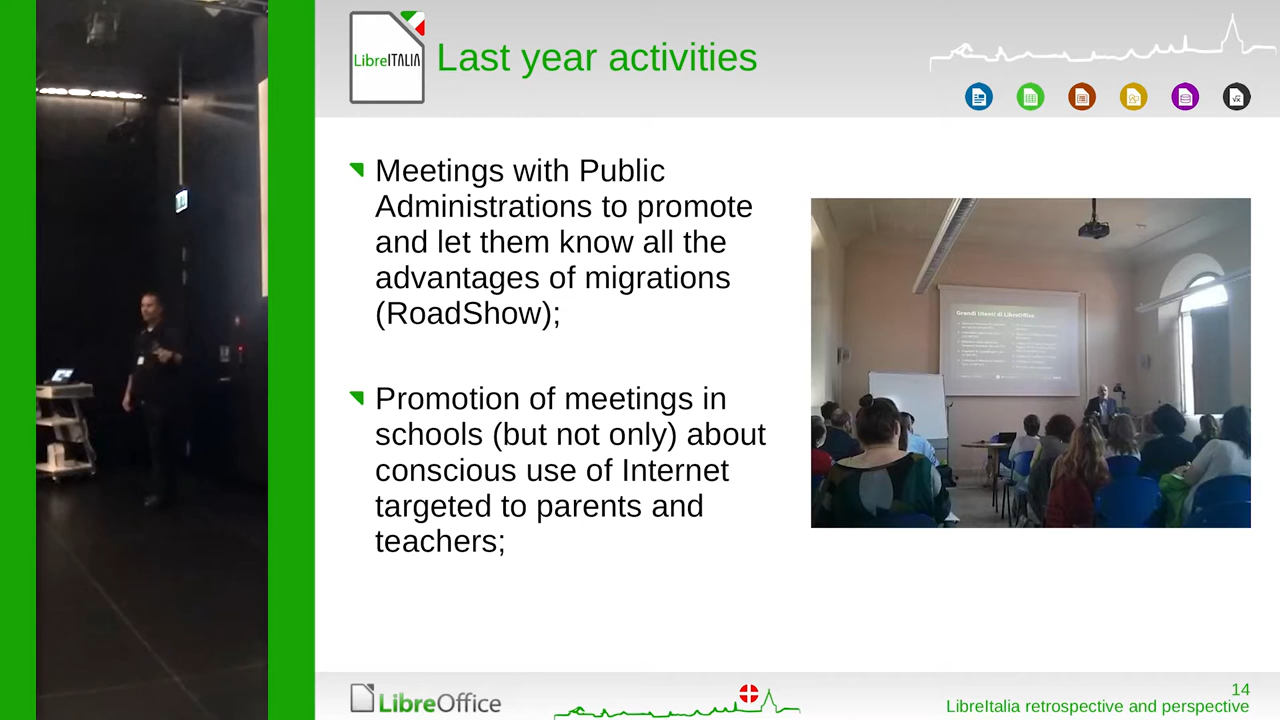 LibreITALIA
Last year activities
Meetings with Public
Administrations to promote
and let them know all the
advantages of migrations
(RoadShow);
Grandi Utenti di LibreOffice
Promotion of meetings in
schools (but not only) about
conscious use of Internet
targeted to parents and
teachers;
LibreOffice
14
LibreItalia retrospective and perspective